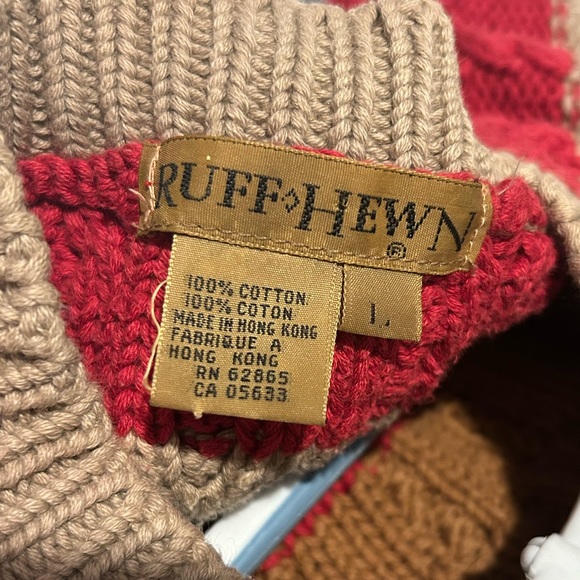 RUFF◇HEWN
®
100% COTTON
100% COTON
MADE IN HONG KONG
FABRIQUE A
HONG KONG
RN 62865
CA 05633
L